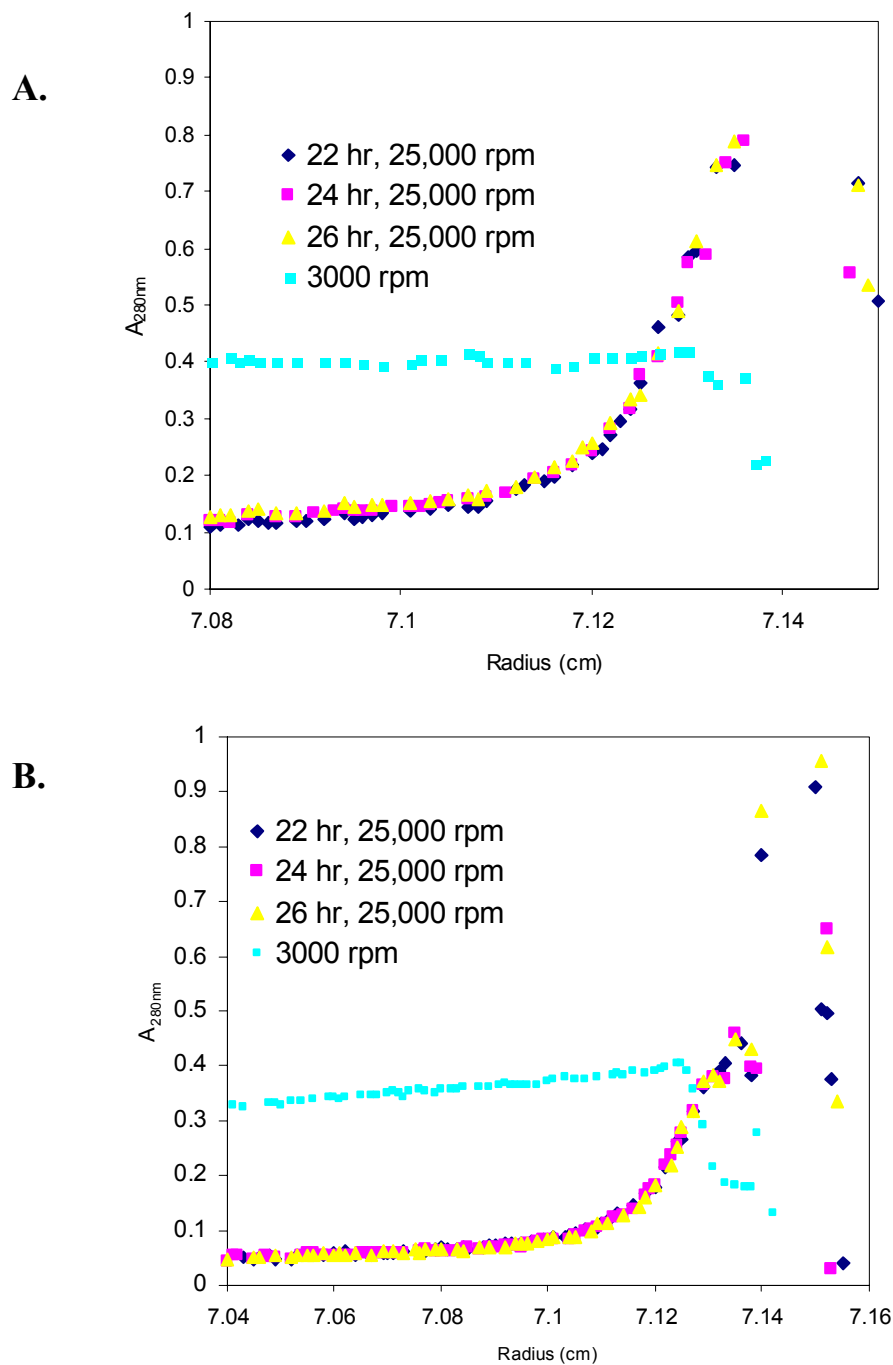 A.
1
0.9
0.8
0.7
0.6
0.5
0.4
0.3
0.2
0.1
0
A280nm
22 hr, 25,000 rpm
24 hr, 25,000 rpm
26 hr, 25,000 rpm
3000 rpm
7.08 7.1 7.12 7.14
Radius (cm)
B.
1
0.9
0.8
0.7
0.6
0.5
0.4
0.3
0.2
0.1
0
A280nm
22 hr, 25,000 rpm
24 hr, 25,000 rpm
26 hr, 25,000 rpm
3000 rpm
7.04 7.06 7.08 7.1 7.12 7.14 7.16
Radius (cm)